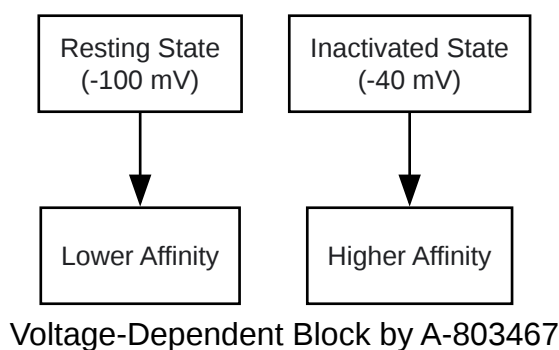 Resting State
(-100 mV)
Inactivated State
(-40 mV)
Lower Affinity
Higher Affinity
Voltage-Dependent Block by A-803467